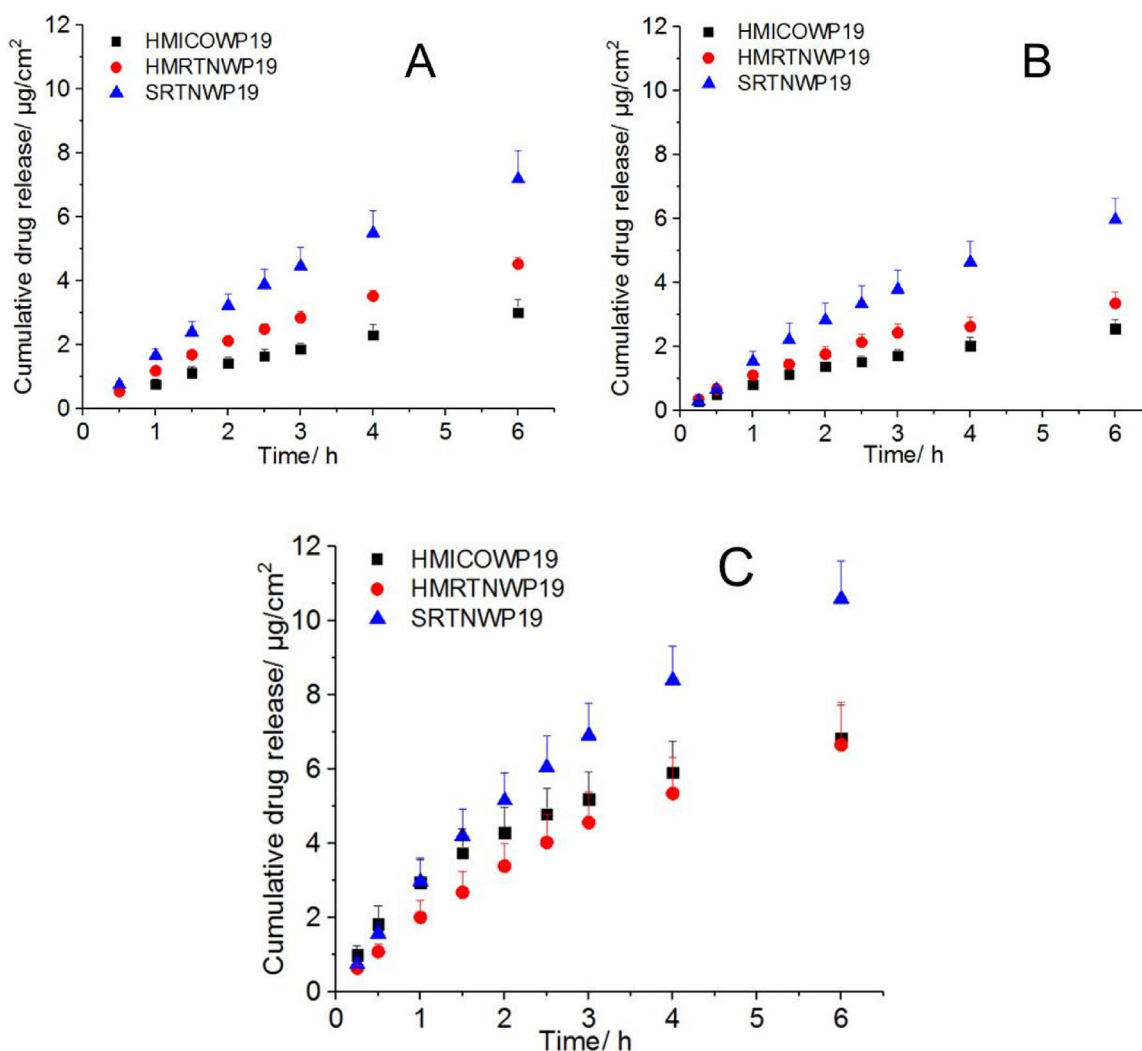 12
10
8
6
4
2
0
Cumulative drug release/ µg/cm²
HMICOWP19
HMRTNWP19
SRTNWP19
A
0 1 2 3 4 5 6
Time/ h
12
10
8
6
4
2
0
Cumulative drug release/ µg/cm²
HMICOWP19
HMRTNWP19
SRTNWP19
B
0 1 2 3 4 5 6
Time/ h
12
10
8
6
4
2
0
Cumulative drug release/ µg/cm²
HMICOWP19
HMRTNWP19
SRTNWP19
C
0 1 2 3 4 5 6
Time/ h